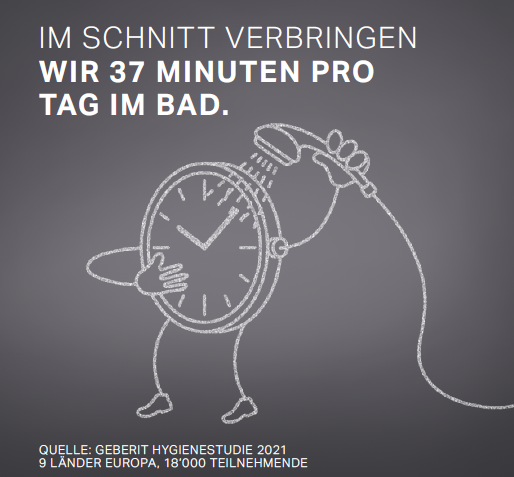 IM SCHNITT VERBRINGEN
WIR 37 MINUTEN PRO
TAG IM BAD.
QUELLE: GEBERIT HYGIENESTUDIE 2021
9 LÄNDER EUROPA, 18'000 TEILNEHMENDE